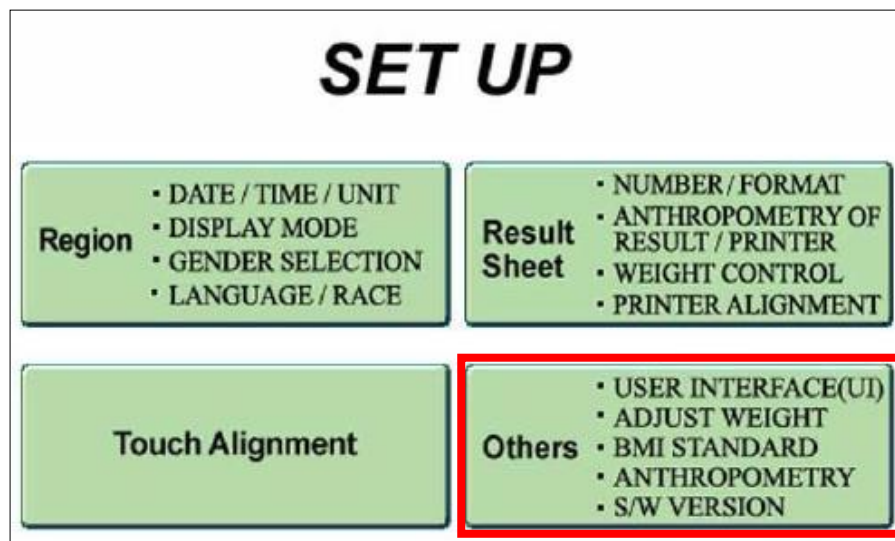 SET UP
Region
· DATE / TIME / UNIT
· DISPLAY MODE
· GENDER SELECTION
· LANGUAGE / RACE
Result
Sheet
· NUMBER / FORMAT
· ANTHROPOMETRY OF
RESULT / PRINTER
· WEIGHT CONTROL
· PRINTER ALIGNMENT
Touch Alignment
Others
· USER INTERFACE(UI)
· ADJUST WEIGHT
· BMI STANDARD
· ANTHROPOMETRY
· S/W VERSION